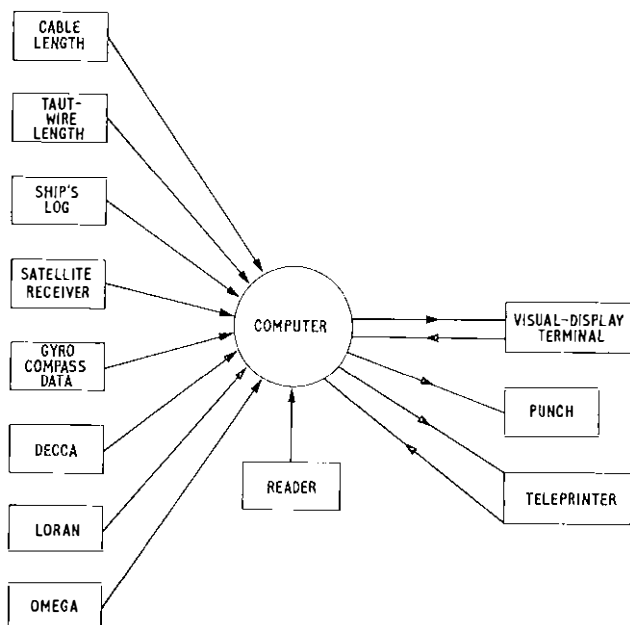 CABLE
LENGTH
TAUT-
WIRE
LENGTH
SHIP'S
LOG
SATELLITE
RECEIVER
GYRO
COMPASS
DATA
DECCA
LORAN
OMEGA
COMPUTER
READER
VISUAL-DISPLAY
TERMINAL
PUNCH
TELEPRINTER